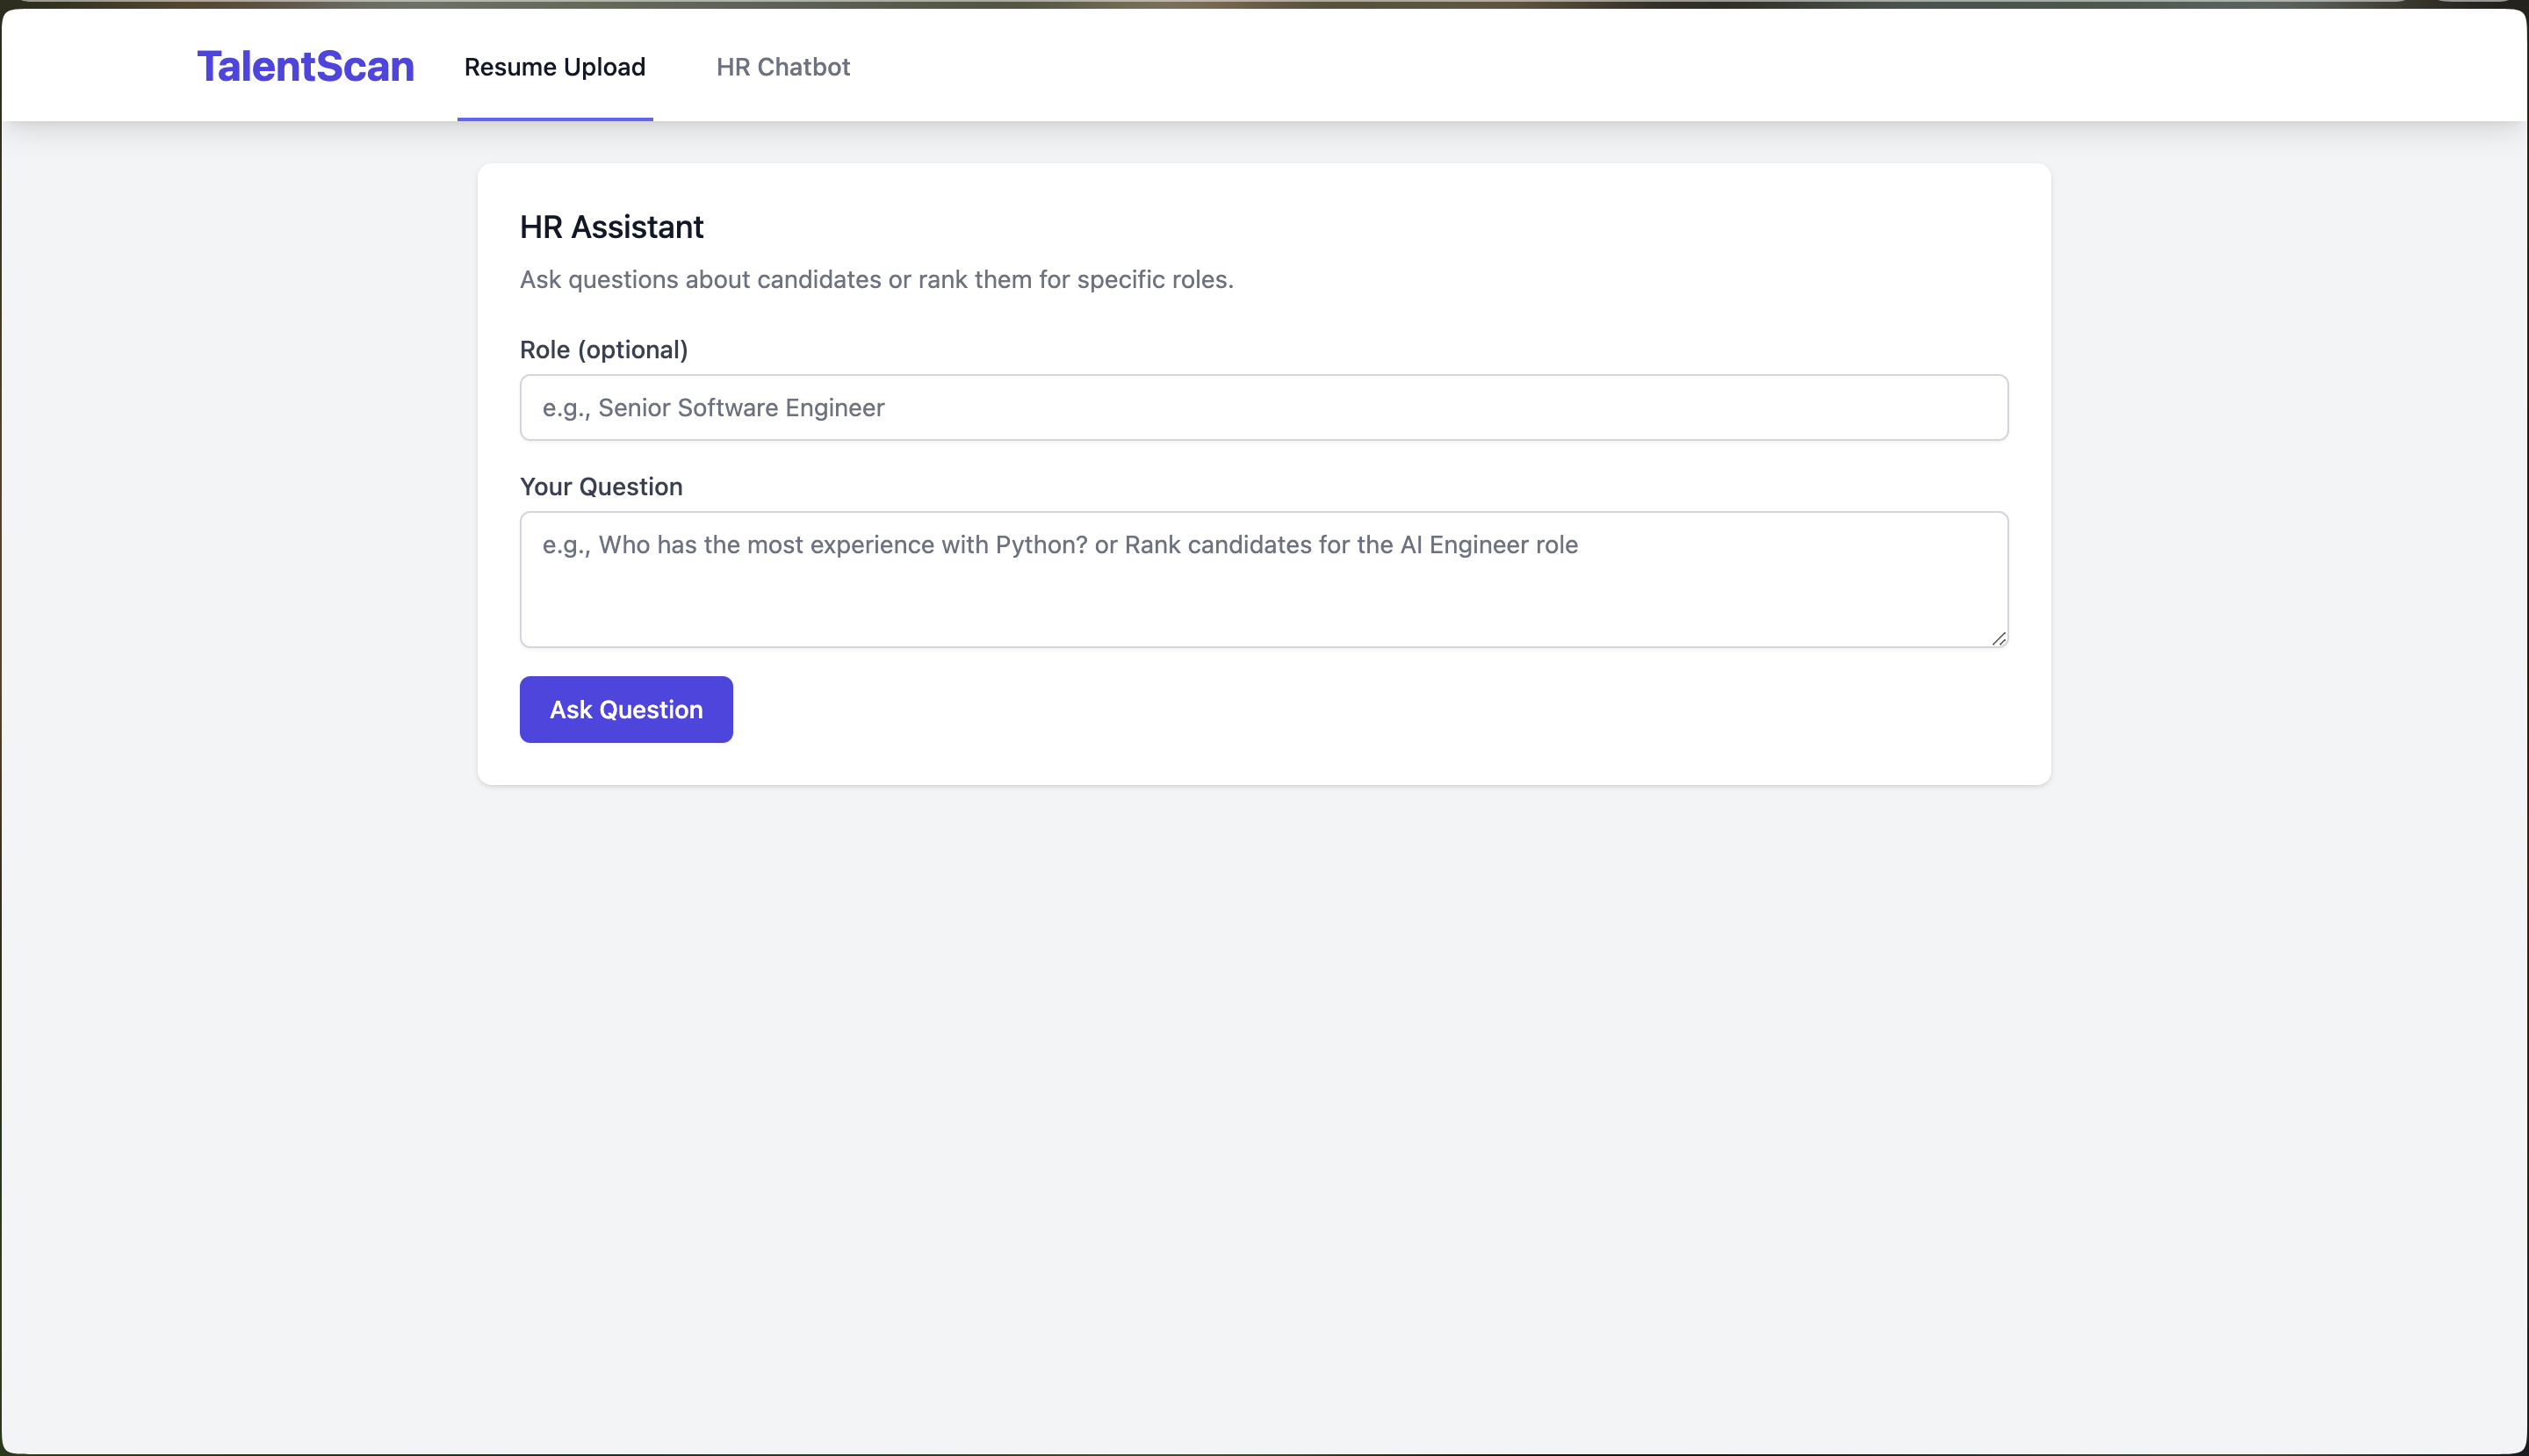 TalentScan
Resume Upload
HR Chatbot
HR Assistant
Ask questions about candidates or rank them for specific roles.
Role (optional)
e.g., Senior Software Engineer
Your Question
e.g., Who has the most experience with Python? or Rank candidates for the AI Engineer role
Ask Question